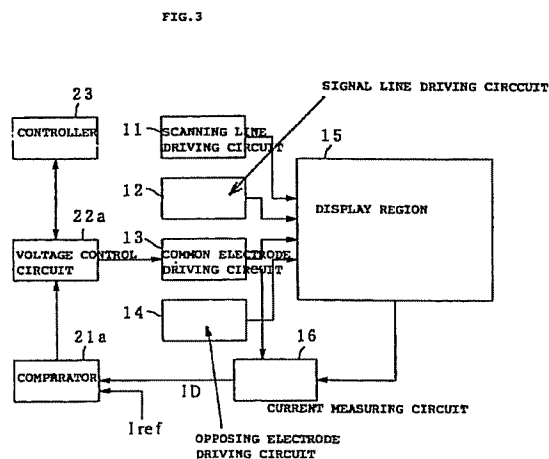 FIG.3
SIGNAL LINE DRIVING CIRCCUIT
23
CONTROLLER
11
SCANNING LINE
DRIVING CIRCUIT
15
DISPLAY REGION
12
22a
VOLTAGE CONTROL
CIRCUIT
13
COMMON ELECTRODE
DRIVING CIRCUIT
14
21a
COMPARATOR
16
ID
Iref
CURRENT MEASURING CIRCUIT
OPPOSING ELECTRODE
DRIVING CIRCUIT